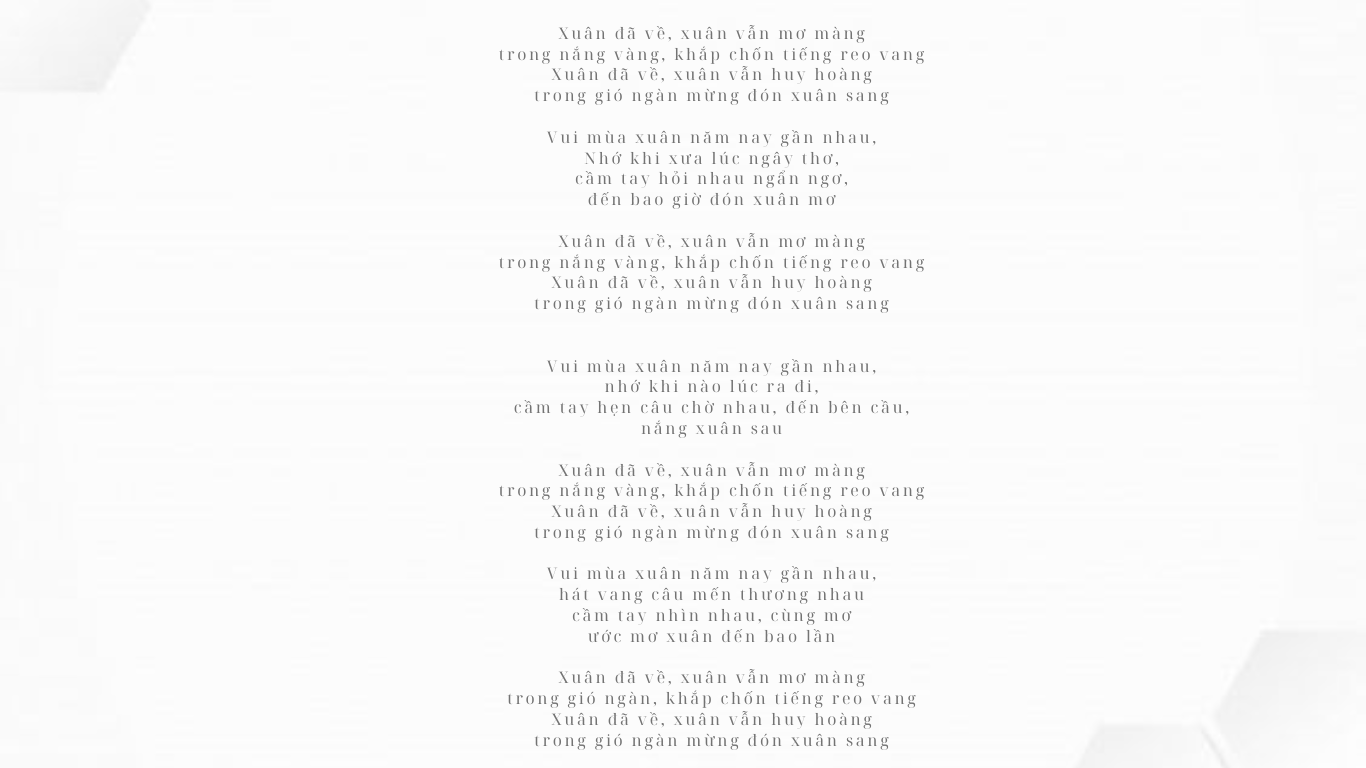 Xuân đã về, xuân vẫn mơ màng
trong nắng vàng, khắp chốn tiếng reo vang
Xuân đã về, xuân vẫn huy hoàng
trong gió ngàn mừng đón xuân sang
Vui mùa xuân năm nay gần nhau,
Nhớ khi xưa lúc ngây thơ,
cầm tay hỏi nhau ngẩn ngơ,
đến bao giờ đón xuân mơ
Xuân đã về, xuân vẫn mơ màng
trong nắng vàng, khắp chốn tiếng reo vang
Xuân đã về, xuân vẫn huy hoàng
trong gió ngàn mừng đón xuân sang
Vui mùa xuân năm nay gần nhau,
nhớ khi nào lúc ra đi,
cầm tay hẹn câu chờ nhau, đến bên cầu,
nắng xuân sau
Xuân đã về, xuân vẫn mơ màng
trong nắng vàng, khắp chốn tiếng reo vang
Xuân đã về, xuân vẫn huy hoàng
trong gió ngàn mừng đón xuân sang
Vui mùa xuân năm nay gần nhau,
hát vang câu mến thương nhau
cầm tay nhìn nhau, cùng mơ
ước mơ xuân đến bao lần
Xuân đã về, xuân vẫn mơ màng
trong gió ngàn, khắp chốn tiếng reo vang
Xuân đã về, xuân vẫn huy hoàng
trong gió ngàn mừng đón xuân sang